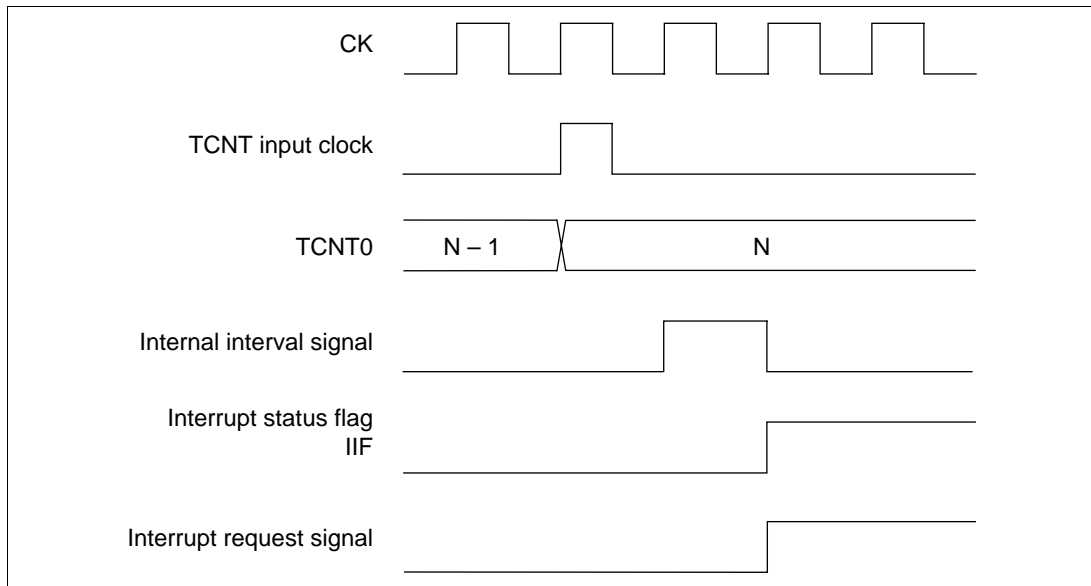 CK
TCNT input clock
TCNT0
N – 1
N
Internal interval signal
Interrupt status flag
IIF
Interrupt request signal